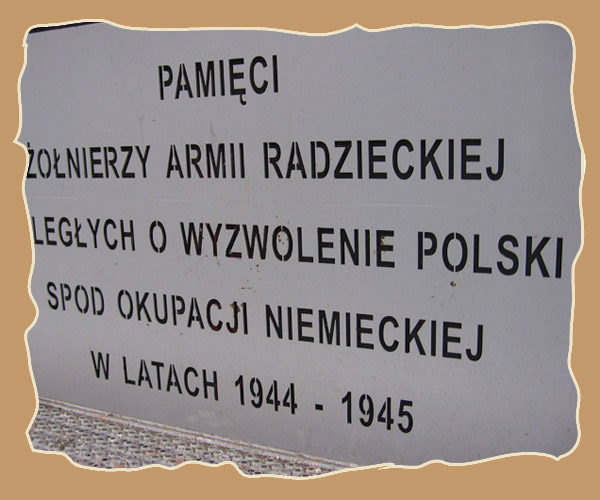 PAMIĘCI
ŻOŁNIERZY ARMII RADZIECKIEJ
LEGŁYCH O WYZWOLENIE POLSKI
SPOD OKUPACJI NIEMIECKIEJ
W LATACH 1944 - 1945